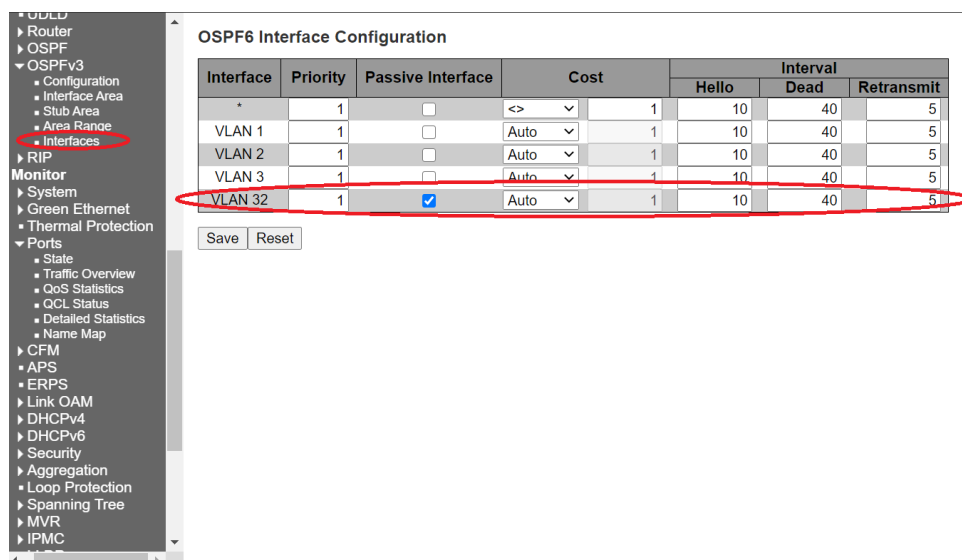 UDLD
Router
OSPF
OSPFv3
Configuration
Interface Area
Stub Area
Area Range
Interfaces
RIP
Monitor
System
Green Ethernet
Thermal Protection
Ports
State
Traffic Overview
QoS Statistics
QCL Status
Detailed Statistics
Name Map
CFM
APS
ERPS
Link OAM
DHCPv4
DHCPv6
Security
Aggregation
Loop Protection
Spanning Tree
MVR
IPMC
OSPF6 Interface Configuration
Interface Priority Passive Interface Cost Interval
Hello Dead Retransmit
* 1 <> 1 10 40 5
VLAN 1 1 Auto 1 10 40 5
VLAN 2 1 Auto 1 10 40 5
VLAN 3 1 Auto 1 10 40 5
VLAN 32 1 Auto 1 10 40 5
Save Reset